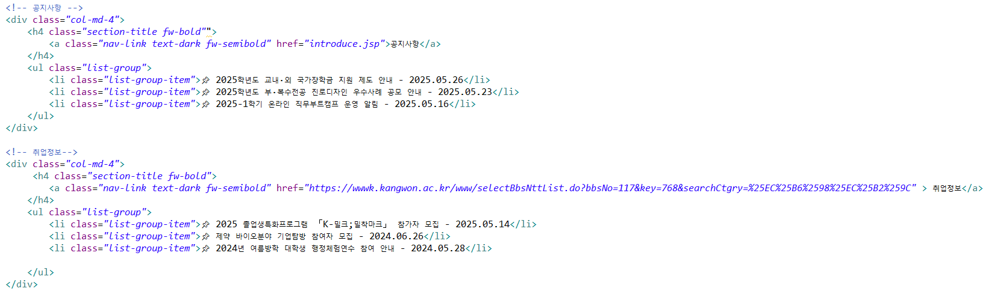 <!-- 공지사항 -->
<div class="col-md-4">
    <h4 class="section-title fw-bold"">
        <a class="nav-link text-dark fw-semibold" href="introduce.jsp">공지사항</a>
    </h4>
    <ul class="list-group">
        <li class="list-group-item">📌 2025학년도 교내·외 국가장학금 지원 제도 안내 - 2025.05.26</li>
        <li class="list-group-item">📌 2025학년도 부·복수전공 진로디자인 우수사례 공모 안내 - 2025.05.23</li>
        <li class="list-group-item">📌 2025-1학기 온라인 직무부트캠프 운영 알림 - 2025.05.16</li>
    </ul>
</div>

<!-- 취업정보-->
<div class="col-md-4">
     <h4 class="section-title fw-bold">
        <a class="nav-link text-dark fw-semibold" href="https://wwwk.kangwon.ac.kr/www/selectBbsNttList.do?bbsNo=117&key=768&searchCtgry=%25EC%25B6%2598%25EC%25B2%259C" > 취업정보</a>
    </h4>
    <ul class="list-group">
        <li class="list-group-item">📌 2025 졸업생특화프로그램 「K-밀크;밀착마크」 참가자 모집 - 2025.05.14</li>
        <li class="list-group-item">📌 제약 바이오분야 기업탐방 참여자 모집 - 2024.06.26</li>
        <li class="list-group-item">📌 2024년 여름방학 대학생 행정체험연수 참여 안내 - 2024.05.28</li>

    </ul>
</div>